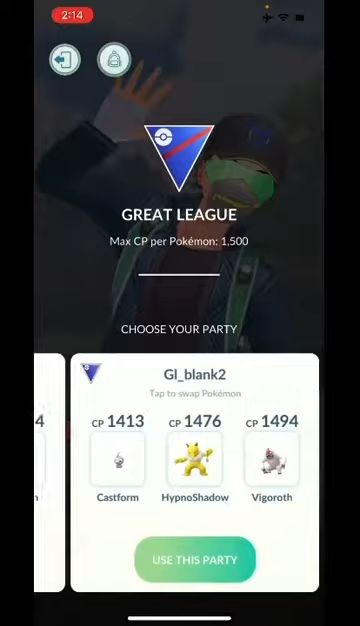 2:14
GREAT LEAGUE
Max CP per Pokémon: 1,500
CHOOSE YOUR PARTY
Gl_blank2
Tap to swap Pokémon
4 CP 1413 CP 1476 CP 1494
n Castform HypnoShadow Vigoroth
USE THIS PARTY